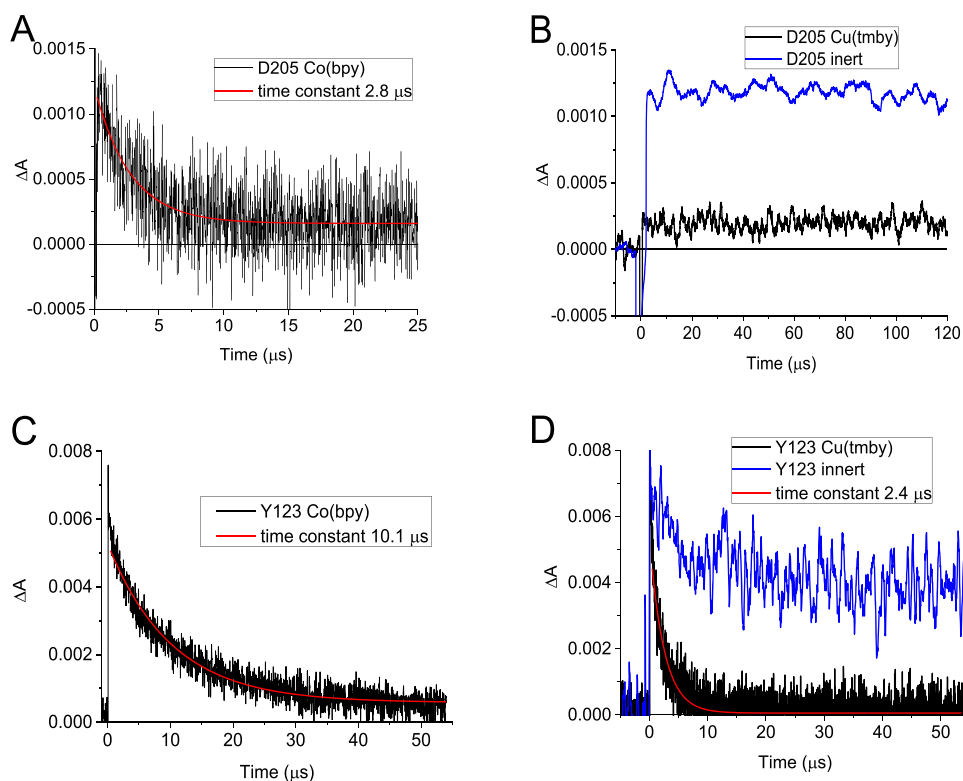 A
0.0015
0.0010
0.0005
0.0000
-0.0005
ΔA
D205 Co(bpy)
time constant 2.8 μs
0 5 10 15 20 25
Time (μs)
B
0.0015
0.0010
0.0005
0.0000
-0.0005
ΔA
D205 Cu(tmby)
D205 inert
0 20 40 60 80 100 120
Time (μs)
C
0.008
0.006
0.004
0.002
0.000
ΔA
Y123 Co(bpy)
time constant 10.1 μs
0 10 20 30 40 50
Time (μs)
D
0.008
0.006
0.004
0.002
0.000
ΔA
Y123 Cu(tmby)
Y123 innert
time constant 2.4 μs
0 10 20 30 40 50
Time (μs)